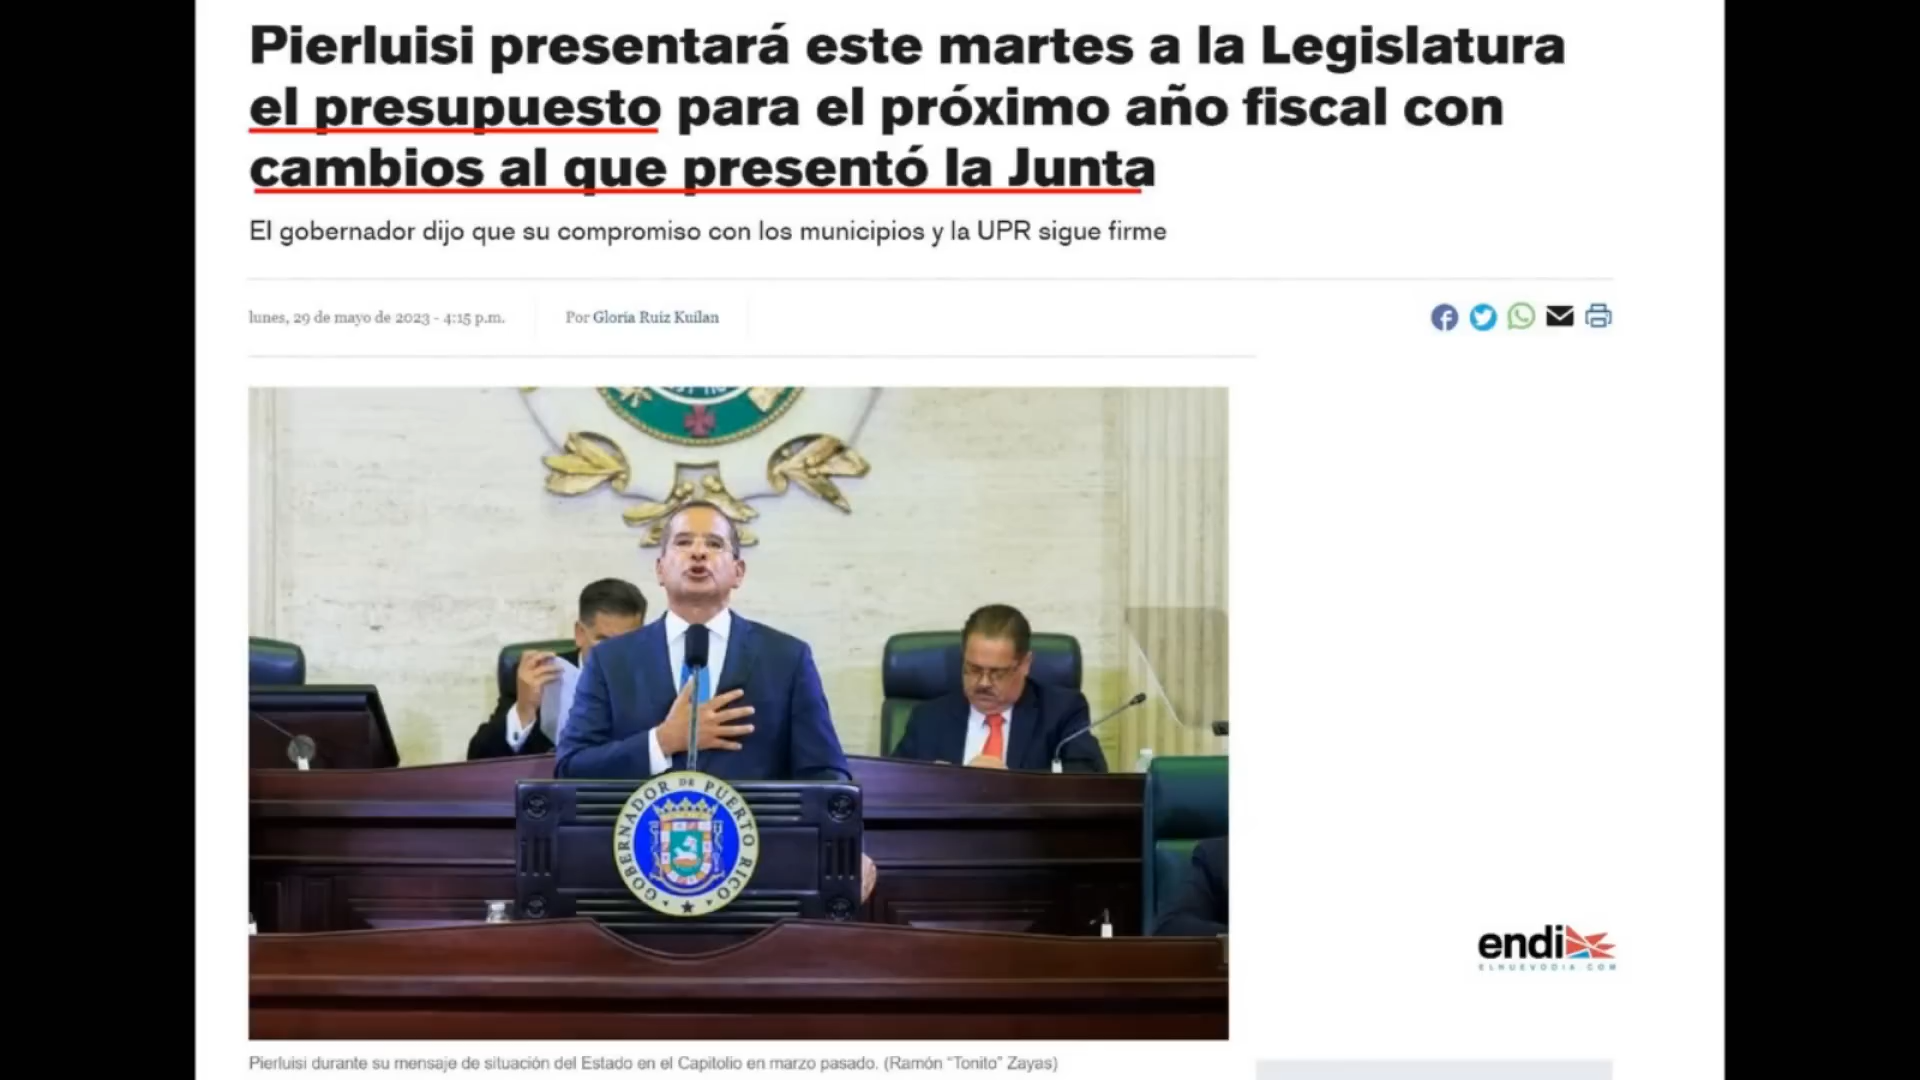 Pierluisi presentará este martes a la Legislatura
el presupuesto para el próximo año fiscal con
cambios al que presentó la Junta
El gobernador dijo que su compromiso con los municipios y la UPR sigue firme
lunes, 29 de mayo de 2023 - 4:15 p.m.
Por Gloria Ruiz Kuilan
GOBERNADOR DE PUERTO RICO
endi
ELNUEVODIA.COM
Pierluisi durante su mensaje de situación del Estado en el Capitolio en marzo pasado. (Ramón “Tonito” Zayas)